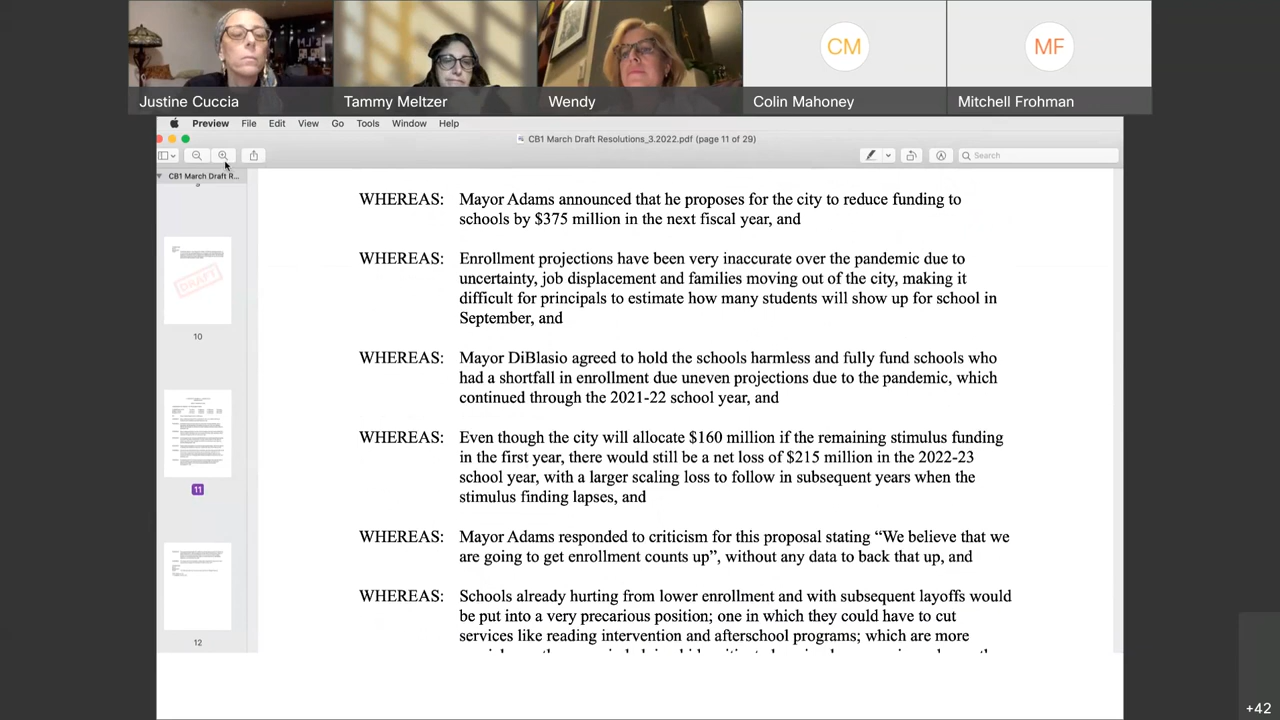 CM
MF
Justine Cuccia
Tammy Meltzer
Wendy
Colin Mahoney
Mitchell Frohman
Preview File Edit View Go Tools Window Help
CB1 March Draft Resolutions_3.2022.pdf (page 11 of 29)
Search
CB1 March Draft R...
DRAFT
10
11
12
WHEREAS: Mayor Adams announced that he proposes for the city to reduce funding to
schools by $375 million in the next fiscal year, and
WHEREAS: Enrollment projections have been very inaccurate over the pandemic due to
uncertainty, job displacement and families moving out of the city, making it
difficult for principals to estimate how many students will show up for school in
September, and
WHEREAS: Mayor DiBlasio agreed to hold the schools harmless and fully fund schools who
had a shortfall in enrollment due uneven projections due to the pandemic, which
continued through the 2021-22 school year, and
WHEREAS: Even though the city will allocate $160 million if the remaining stimulus funding
in the first year, there would still be a net loss of $215 million in the 2022-23
school year, with a larger scaling loss to follow in subsequent years when the
stimulus finding lapses, and
WHEREAS: Mayor Adams responded to criticism for this proposal stating “We believe that we
are going to get enrollment counts up”, without any data to back that up, and
WHEREAS: Schools already hurting from lower enrollment and with subsequent layoffs would
be put into a very precarious position; one in which they could have to cut
services like reading intervention and afterschool programs; which are more
+42